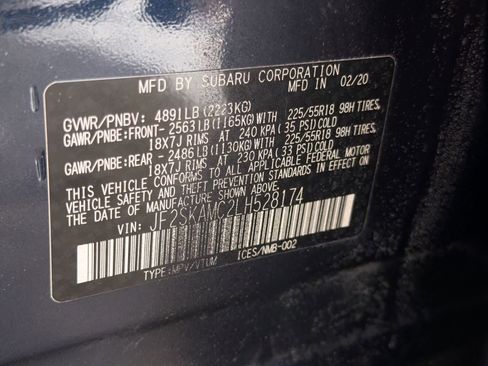 MFD BY SUBARU CORPORATION
MFD IN 02/20
GVWR/PNBV: 4891LB(2223KG)
GAWR/PNBE:FRONT- 2563LB(1165KG)WITH 225/55R18 98H TIRES,
18X7J RIMS AT 240 KPA(35 PSI)COLD
GAWR/PNBE:REAR - 2486LB(1130KG)WITH 225/55R18 98H TIRES,
18X7J RIMS AT 230 KPA(33 PSI)COLD
THIS VEHICLE CONFORMS TO ALL APPLICABLE FEDERAL MOTOR
VEHICLE SAFETY AND THEFT PREVENTION STANDARDS IN EFFECT
ON THE DATE OF MANUFACTURE SHOWN ABOVE.
VIN: JF2SKAMC2LH528174
TYPE:MPV/VTUM ICES/NMB-002